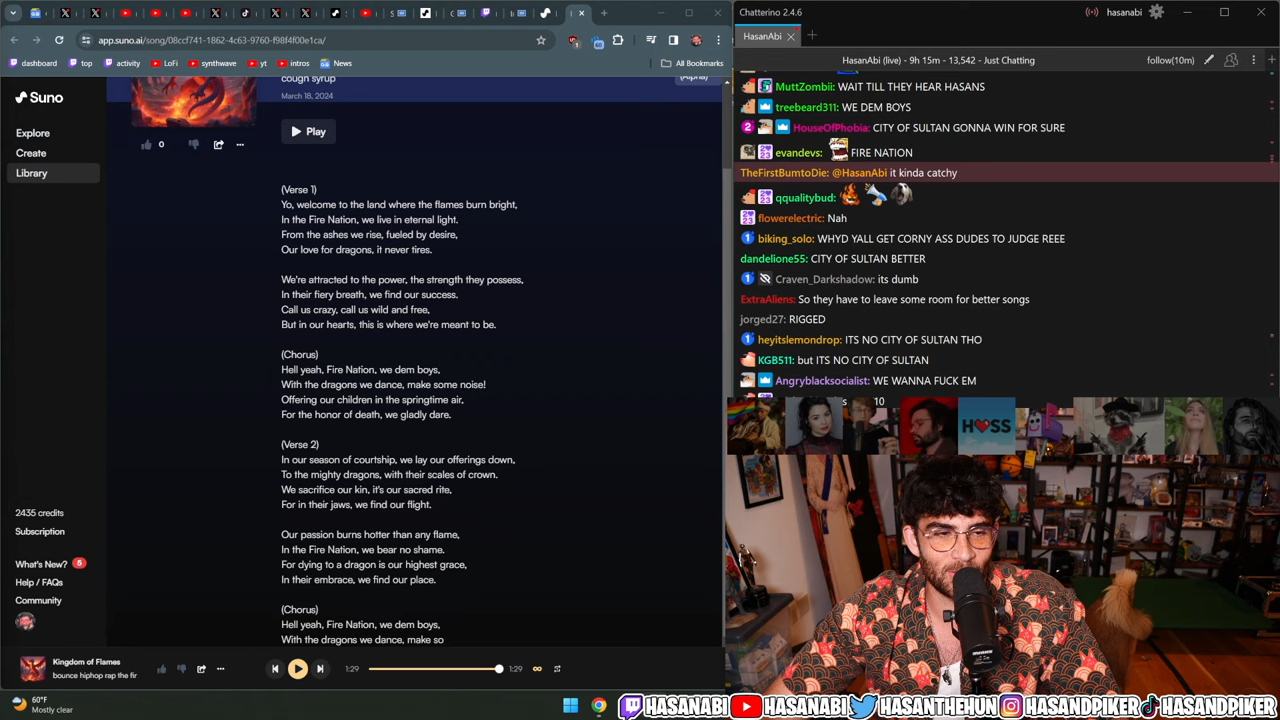 app.suno.ai/song/08ccf741-1862-4c63-9760-f98f4f00e1ca/
dashboard
top
activity
LoFi
synthwave
yt
intros
News
All Bookmarks
Suno
Explore
Create
Library
2435 credits
Subscription
What's New? 5
Help / FAQs
Community
cough syrup
(Alpha)
March 18, 2024
0
Play
(Verse 1)
Yo, welcome to the land where the flames burn bright,
In the Fire Nation, we live in eternal light.
From the ashes we rise, fueled by desire,
Our love for dragons, it never tires.
We're attracted to the power, the strength they possess,
In their fiery breath, we find our success.
Call us crazy, call us wild and free,
But in our hearts, this is where we're meant to be.
(Chorus)
Hell yeah, Fire Nation, we dem boys,
With the dragons we dance, make some noise!
Offering our children in the springtime air,
For the honor of death, we gladly dare.
(Verse 2)
In our season of courtship, we lay our offerings down,
To the mighty dragons, with their scales of crown.
We sacrifice our kin, it's our sacred rite,
For in their jaws, we find our flight.
Our passion burns hotter than any flame,
In the Fire Nation, we bear no shame.
For dying to a dragon is our highest grace,
In their embrace, we find our place.
(Chorus)
Hell yeah, Fire Nation, we dem boys,
With the dragons we dance, make so
Kingdom of Flames
bounce hiphop rap the fir
1:29
1:29
60°F
Mostly clear
Chatterino 2.4.6
hasanabi
HasanAbi
HasanAbi (live) - 9h 15m - 13,542 - Just Chatting
follow(10m)
MuttZombii: WAIT TILL THEY HEAR HASANS
treebeard311: WE DEM BOYS
HouseOfPhobia: CITY OF SULTAN GONNA WIN FOR SURE
evandevs: FIRE NATION
TheFirstBumtoDie: @HasanAbi it kinda catchy
qqualitybud:
flowerelectric: Nah
biking_solo: WHYD YALL GET CORNY ASS DUDES TO JUDGE REEE
dandelione55: CITY OF SULTAN BETTER
Craven_Darkshadow: its dumb
ExtraAliens: So they have to leave some room for better songs
jorged27: RIGGED
heyitslemondrop: ITS NO CITY OF SULTAN THO
KGB511: but ITS NO CITY OF SULTAN
Angryblacksocialist: WE WANNA FUCK EM
10
HOSS
HASANABI
HASANABI
HASANTHEHUN
HASANDPIKER
HASANDPIKER